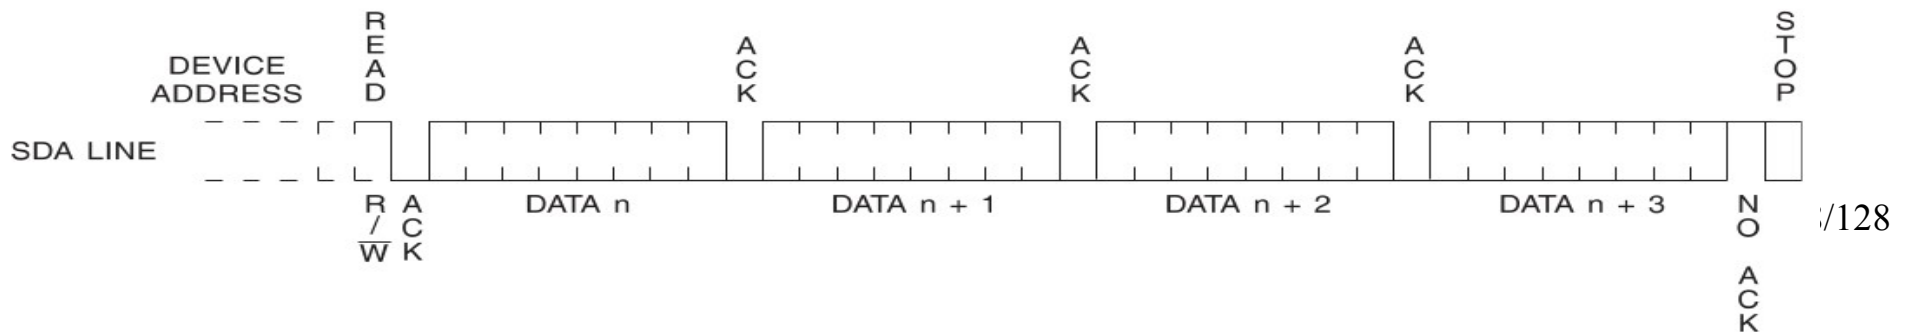 READ
ACK
ACK
ACK
STOP
DEVICE
ADDRESS
SDA LINE
R/W
ACK
DATA n
DATA n + 1
DATA n + 2
DATA n + 3
NO ACK
/128